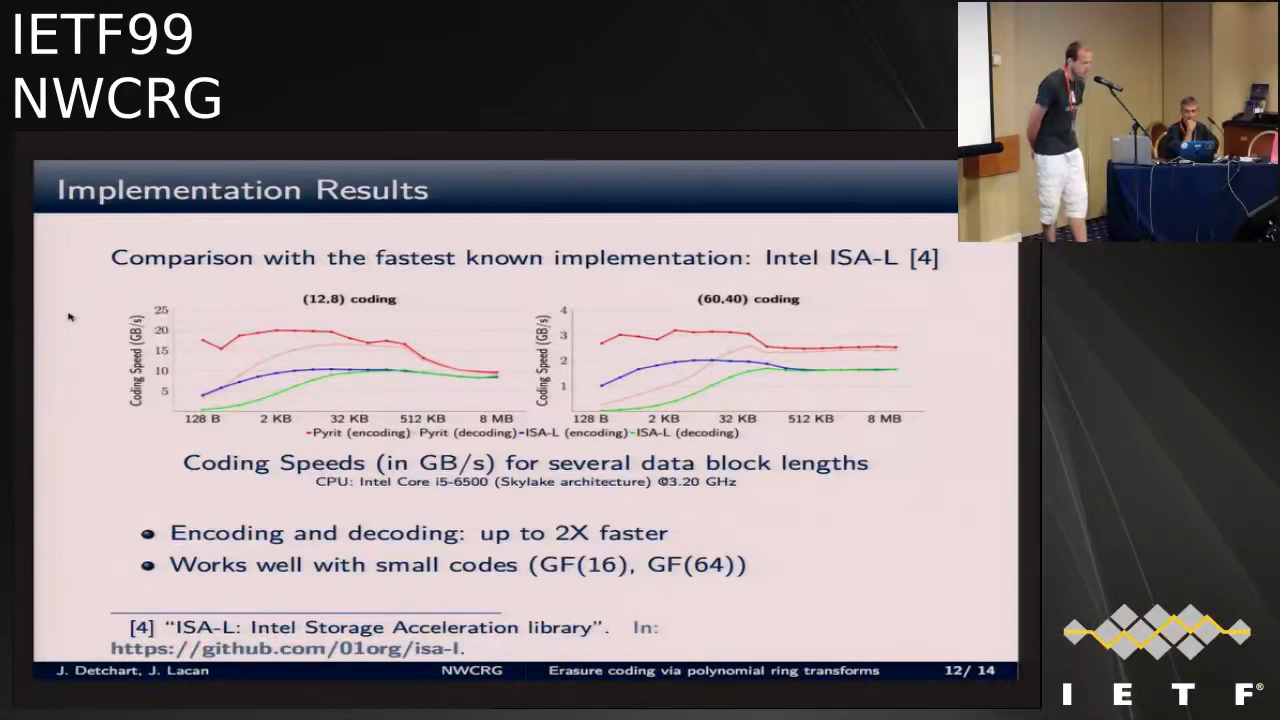 IETF99
NWCRG
Implementation Results
Comparison with the fastest known implementation: Intel ISA-L [4]
(12,8) coding
Coding Speed (GB/s)
25
20
15
10
5
128 B 2 KB 32 KB 512 KB 8 MB
(60,40) coding
Coding Speed (GB/s)
4
3
2
1
128 B 2 KB 32 KB 512 KB 8 MB
Pyrit (encoding) Pyrit (decoding) ISA-L (encoding) ISA-L (decoding)
Coding Speeds (in GB/s) for several data block lengths
CPU: Intel Core i5-6500 (Skylake architecture) @3.20 GHz
Encoding and decoding: up to 2X faster
Works well with small codes (GF(16), GF(64))
[4] “ISA-L: Intel Storage Acceleration library”. In:
https://github.com/01org/isa-l.
J. Detchart, J. Lacan NWCRG Erasure coding via polynomial ring transforms 12/ 14
I E T F®